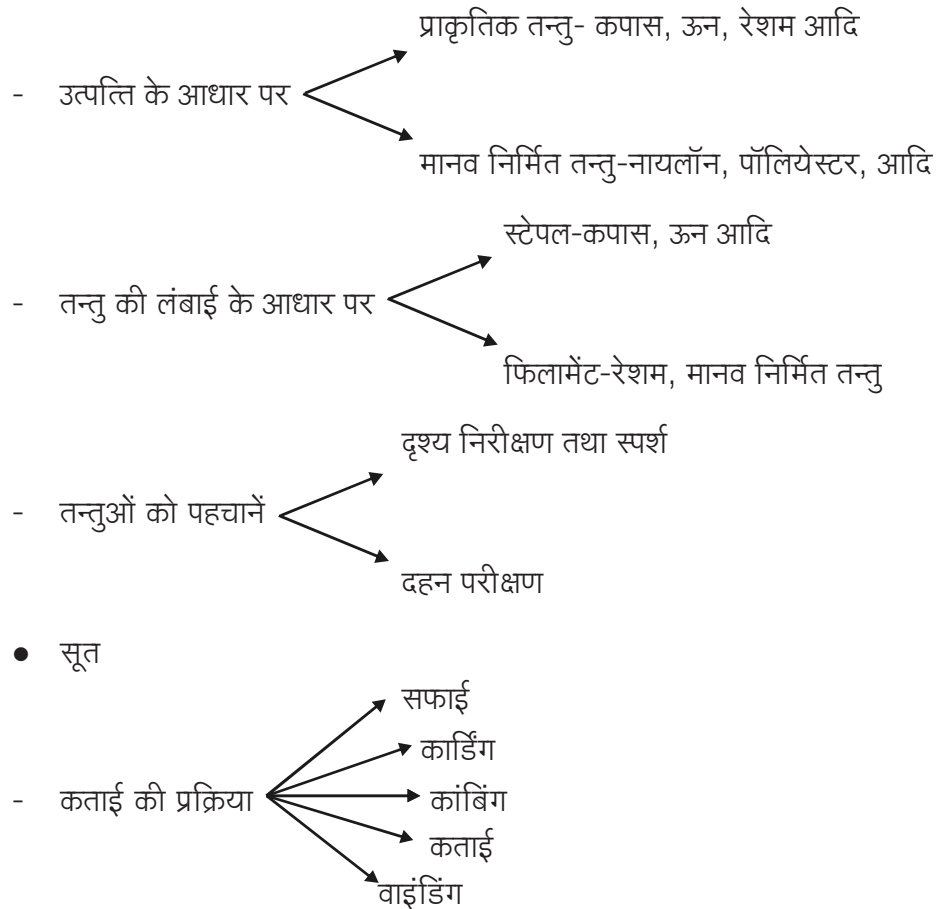 प्राकृतिक तन्तु- कपास, ऊन, रेशम आदि
- उत्पत्ति के आधार पर
मानव निर्मित तन्तु-नायलॉन, पॉलियेस्टर, आदि
स्टेपल-कपास, ऊन आदि
- तन्तु की लंबाई के आधार पर
फिलामेंट-रेशम, मानव निर्मित तन्तु
दृश्य निरीक्षण तथा स्पर्श
- तन्तुओं को पहचानें
दहन परीक्षण
● सूत
सफाई
कार्डिंग
- कताई की प्रक्रिया
कांबिंग
कताई
वाइंडिंग